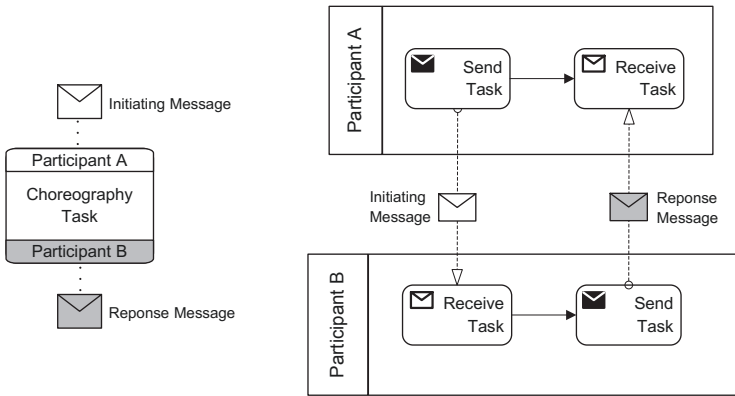 Initiating Message
Participant A
Choreography
Task
Participant B
Reponse Message
Participant A
Send
Task
Receive
Task
Initiating
Message
Reponse
Message
Participant B
Receive
Task
Send
Task